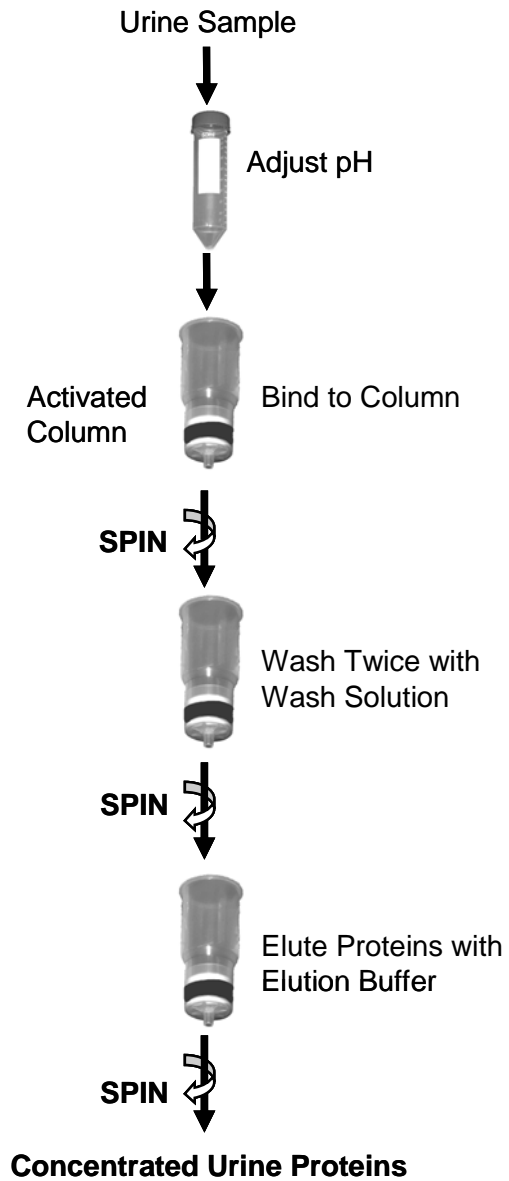 Urine Sample
Adjust pH
Activated
Column
Bind to Column
SPIN
Wash Twice with
Wash Solution
SPIN
Elute Proteins with
Elution Buffer
SPIN
Concentrated Urine Proteins